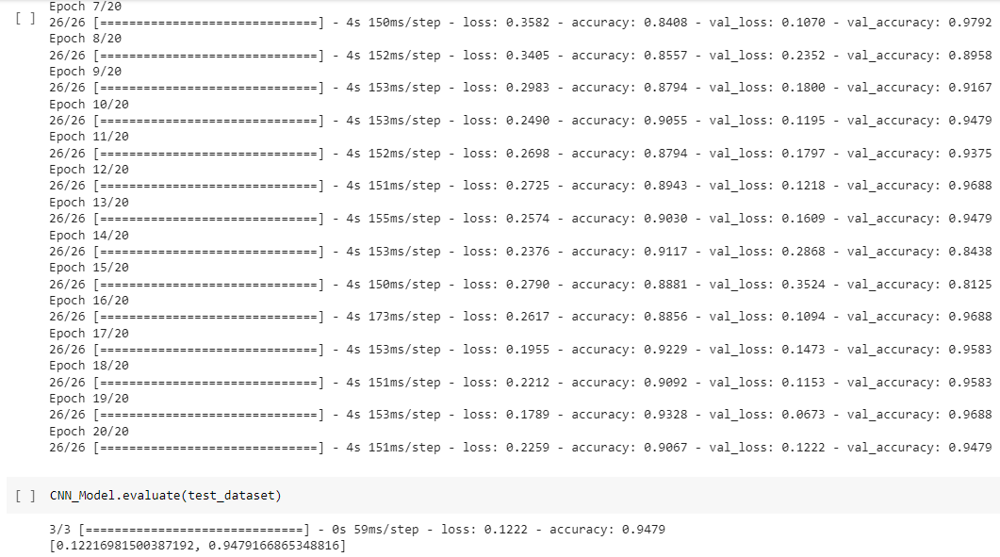 Epoch 7/20
[ ] 26/26 [==============================] - 4s 150ms/step - loss: 0.3582 - accuracy: 0.8408 - val_loss: 0.1070 - val_accuracy: 0.9792
Epoch 8/20
26/26 [==============================] - 4s 152ms/step - loss: 0.3405 - accuracy: 0.8557 - val_loss: 0.2352 - val_accuracy: 0.8958
Epoch 9/20
26/26 [==============================] - 4s 153ms/step - loss: 0.2983 - accuracy: 0.8794 - val_loss: 0.1800 - val_accuracy: 0.9167
Epoch 10/20
26/26 [==============================] - 4s 153ms/step - loss: 0.2490 - accuracy: 0.9055 - val_loss: 0.1195 - val_accuracy: 0.9479
Epoch 11/20
26/26 [==============================] - 4s 152ms/step - loss: 0.2698 - accuracy: 0.8794 - val_loss: 0.1797 - val_accuracy: 0.9375
Epoch 12/20
26/26 [==============================] - 4s 151ms/step - loss: 0.2725 - accuracy: 0.8943 - val_loss: 0.1218 - val_accuracy: 0.9688
Epoch 13/20
26/26 [==============================] - 4s 155ms/step - loss: 0.2574 - accuracy: 0.9030 - val_loss: 0.1609 - val_accuracy: 0.9479
Epoch 14/20
26/26 [==============================] - 4s 153ms/step - loss: 0.2376 - accuracy: 0.9117 - val_loss: 0.2868 - val_accuracy: 0.8438
Epoch 15/20
26/26 [==============================] - 4s 150ms/step - loss: 0.2790 - accuracy: 0.8881 - val_loss: 0.3524 - val_accuracy: 0.8125
Epoch 16/20
26/26 [==============================] - 4s 173ms/step - loss: 0.2617 - accuracy: 0.8856 - val_loss: 0.1094 - val_accuracy: 0.9688
Epoch 17/20
26/26 [==============================] - 4s 153ms/step - loss: 0.1955 - accuracy: 0.9229 - val_loss: 0.1473 - val_accuracy: 0.9583
Epoch 18/20
26/26 [==============================] - 4s 151ms/step - loss: 0.2212 - accuracy: 0.9092 - val_loss: 0.1153 - val_accuracy: 0.9583
Epoch 19/20
26/26 [==============================] - 4s 153ms/step - loss: 0.1789 - accuracy: 0.9328 - val_loss: 0.0673 - val_accuracy: 0.9688
Epoch 20/20
26/26 [==============================] - 4s 151ms/step - loss: 0.2259 - accuracy: 0.9067 - val_loss: 0.1222 - val_accuracy: 0.9479
[ ] CNN_Model.evaluate(test_dataset)
3/3 [==============================] - 0s 59ms/step - loss: 0.1222 - accuracy: 0.9479
[0.12216981500387192, 0.9479166865348816]